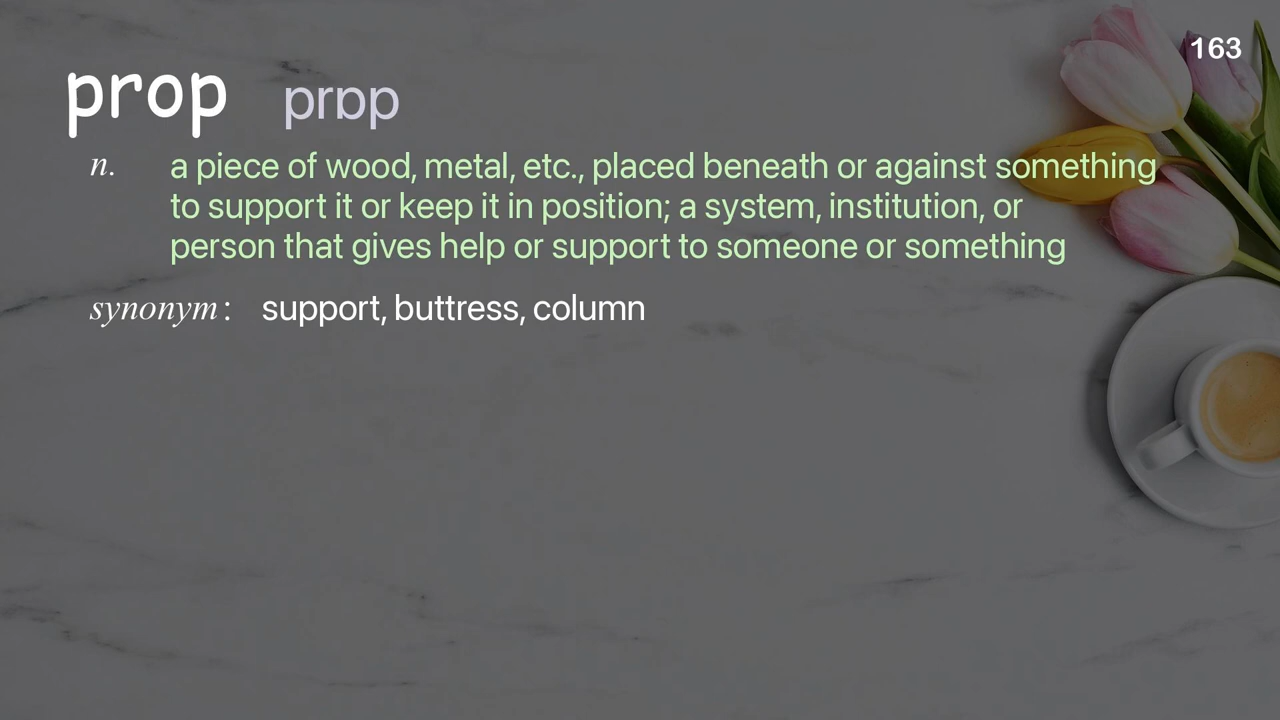 163
prop prɒp
n. a piece of wood, metal, etc., placed beneath or against something
to support it or keep it in position; a system, institution, or
person that gives help or support to someone or something
synonym: support, buttress, column